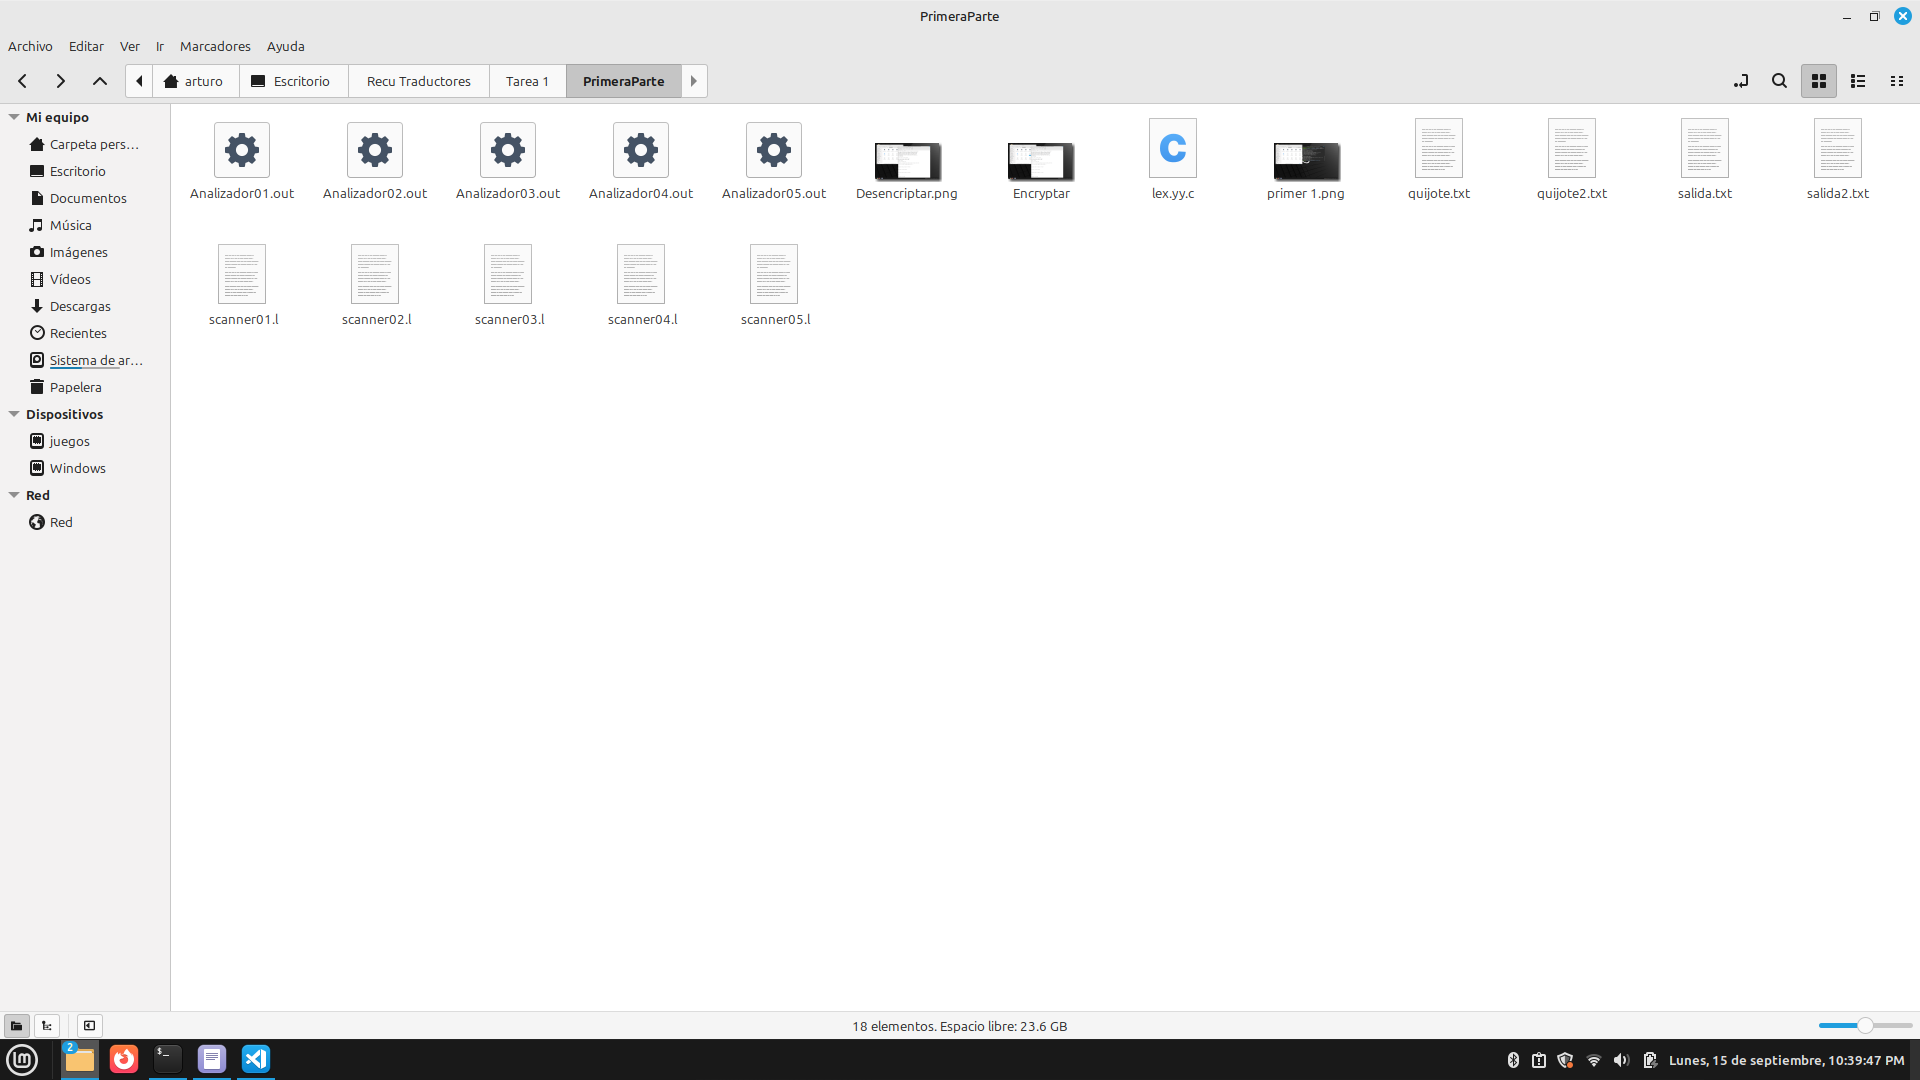 PrimeraParte
Archivo Editar Ver Ir Marcadores Ayuda
arturo Escritorio Recu Traductores Tarea 1 PrimeraParte
Mi equipo
Carpeta pers...
Escritorio
Documentos
Música
Imágenes
Vídeos
Descargas
Recientes
Sistema de ar...
Papelera
Dispositivos
juegos
Windows
Red
Red
Analizador01.out Analizador02.out Analizador03.out Analizador04.out Analizador05.out Desencriptar.png Encryptar lex.yy.c primer 1.png quijote.txt quijote2.txt salida.txt salida2.txt
scanner01.l scanner02.l scanner03.l scanner04.l scanner05.l
18 elementos. Espacio libre: 23.6 GB
2
Lunes, 15 de septiembre, 10:39:47 PM